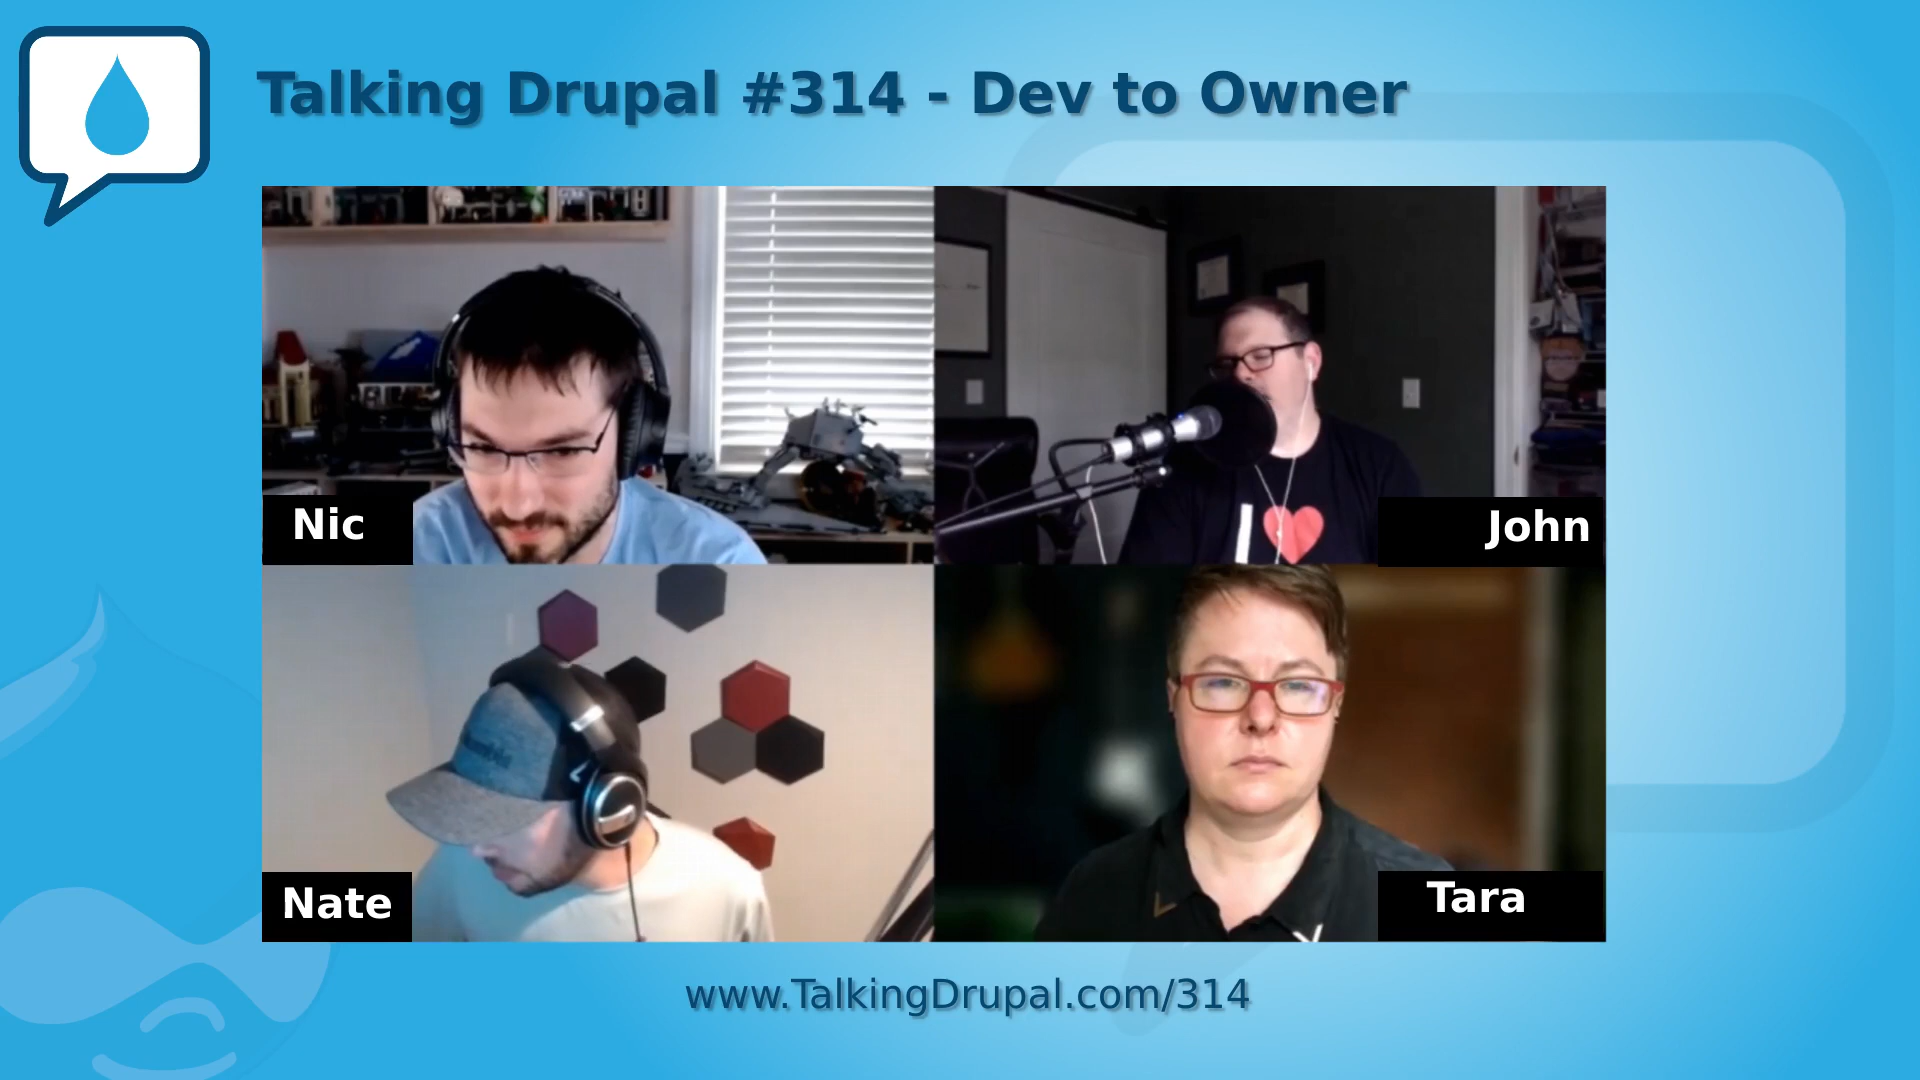 Talking Drupal #314 - Dev to Owner
Nic
John
I
Nate
Tara
www.TalkingDrupal.com/314